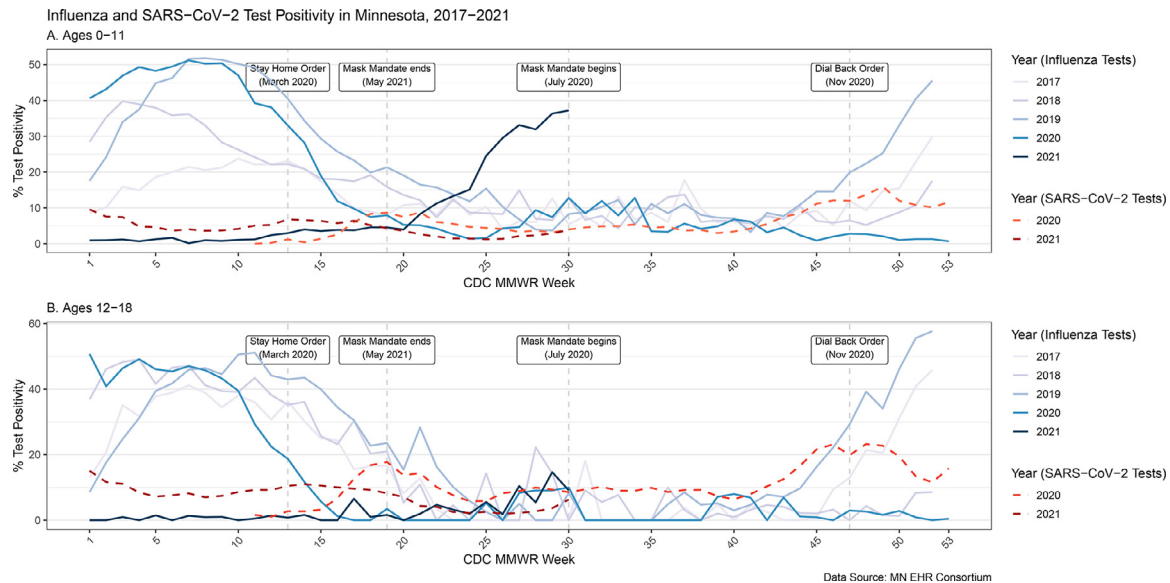 Influenza and SARS−CoV−2 Test Positivity in Minnesota, 2017−2021
A. Ages 0−11
% Test Positivity
50
40
30
20
10
0
Stay Home Order
(March 2020)
Mask Mandate ends
(May 2021)
Mask Mandate begins
(July 2020)
Dial Back Order
(Nov 2020)
1
5
10
15
20
25
30
35
40
45
50
53
CDC MMWR Week
Year (Influenza Tests)
2017
2018
2019
2020
2021
Year (SARS−CoV−2 Tests)
2020
2021
B. Ages 12−18
% Test Positivity
60
40
20
0
Stay Home Order
(March 2020)
Mask Mandate ends
(May 2021)
Mask Mandate begins
(July 2020)
Dial Back Order
(Nov 2020)
1
5
10
15
20
25
30
35
40
45
50
53
CDC MMWR Week
Year (Influenza Tests)
2017
2018
2019
2020
2021
Year (SARS−CoV−2 Tests)
2020
2021
Data Source: MN EHR Consortium